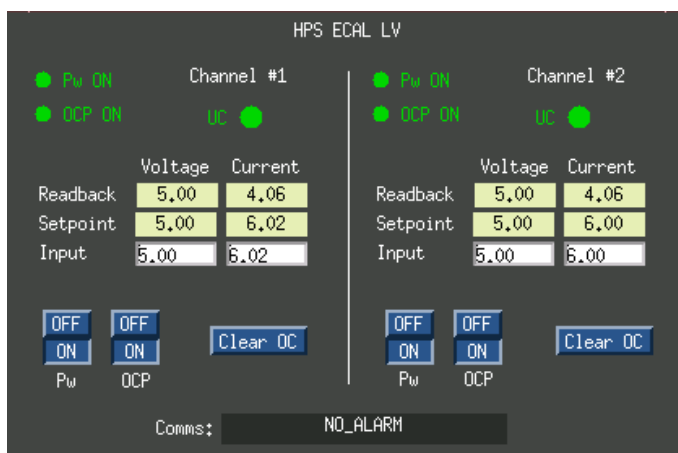 HPS ECAL LV
Pw ON Channel #1
OCP ON UC
Voltage Current
Readback 5.00 4.06
Setpoint 5.00 6.02
Input 5.00 6.02
OFF OFF
ON ON Clear OC
Pw OCP
Pw ON Channel #2
OCP ON UC
Voltage Current
Readback 5.00 4.06
Setpoint 5.00 6.00
Input 5.00 6.00
OFF OFF
ON ON Clear OC
Pw OCP
Comms: NO_ALARM